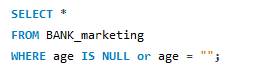 SELECT *
FROM BANK_marketing
WHERE age IS NULL or age = "";